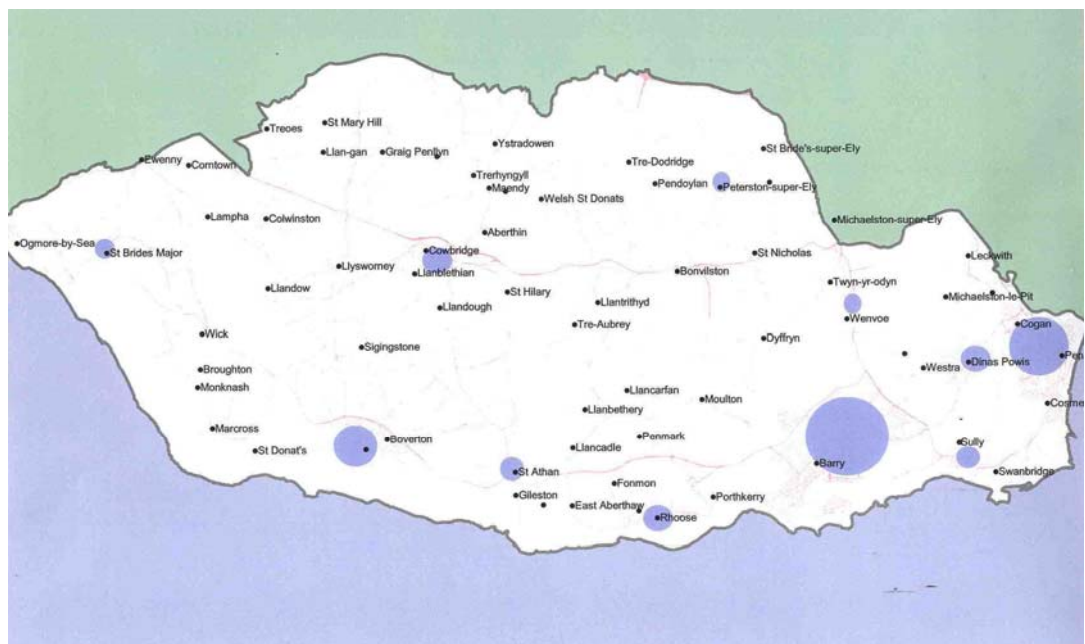 St Mary Hill
Treoes
Ystradowen
St Bride's-super-Ely
Llan-gan
Graig Penllyn
Ewenny
Corntown
Tre-Dodridge
Trerhyngyll
Pendoylan
Peterston-super-Ely
Maendy
Welsh St Donats
Lampha
Colwinston
Michaelston-super-Ely
Aberthin
Ogmore-by-Sea
St Brides Major
Cowbridge
St Nicholas
Leckwith
Llysworney
Llanblethian
Bonvilston
Twyn-yr-odyn
Llandow
St Hilary
Michaelston-le-Pit
Llantrithyd
Llandough
Wenvoe
Cogan
Tre-Aubrey
Wick
Dyffryn
Sigingstone
Pen
Dinas Powis
Westra
Broughton
Monknash
Llancarfan
Moulton
Cosme
Llanbethery
Marcross
Boverton
Penmark
Sully
St Donat's
Llancadle
Barry
St Athan
Swanbridge
Fonmon
Gileston
Porthkerry
East Aberthaw
Rhoose